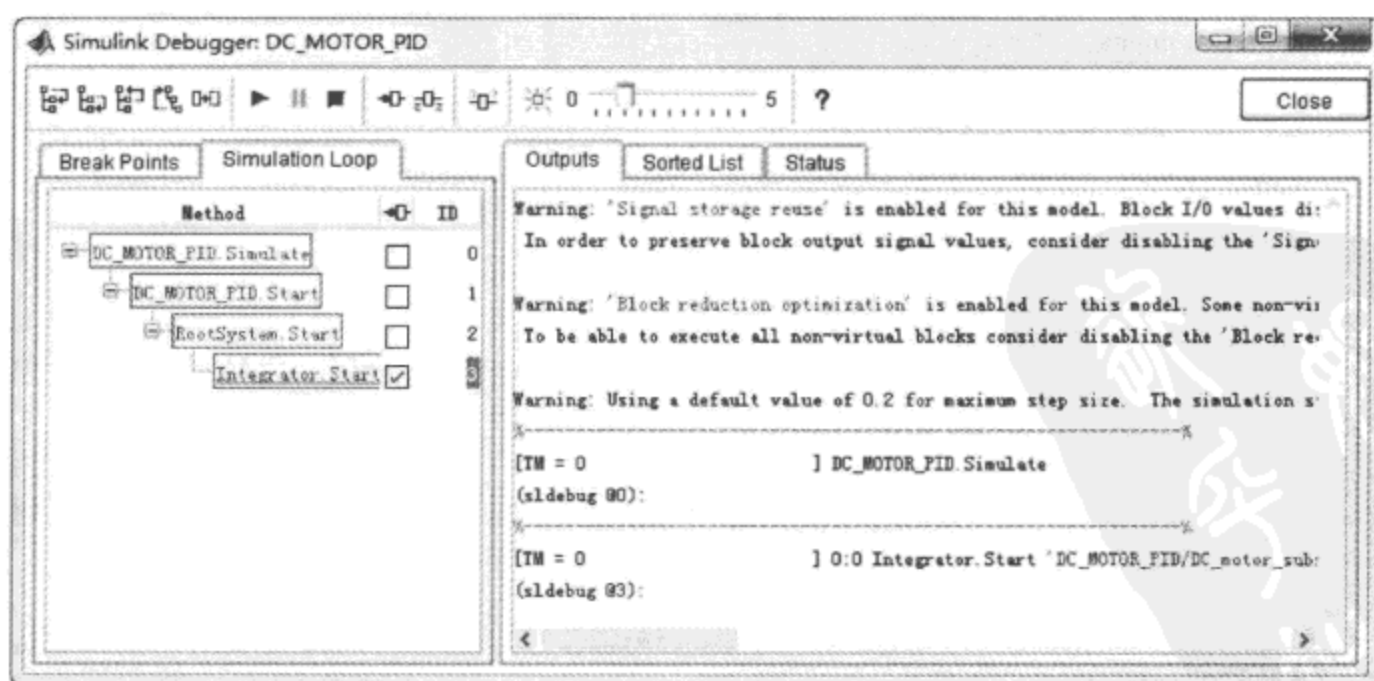 Simulink Debugger: DC_MOTOR_PID
0 5 ? Close
Break Points Simulation Loop
Method ID
DC_MOTOR_PID.Simulate 0
DC_MOTOR_PID.Start 1
RootSystem.Start 2
Integrator.Start 3
Outputs Sorted List Status
Warning: 'Signal storage reuse' is enabled for this model. Block I/O values di
In order to preserve block output signal values, consider disabling the 'Sign
Warning: 'Block reduction optimization' is enabled for this model. Some non-vi
To be able to execute all non-virtual blocks consider disabling the 'Block re
Warning: Using a default value of 0.2 for maximum step size. The simulation s
%----------------------------------------------------------------%
[TM = 0 ] DC_MOTOR_PID.Simulate
(sldebug @0):
%----------------------------------------------------------------%
[TM = 0 ] 0:0 Integrator.Start 'DC_MOTOR_PID/DC_motor_sub
(sldebug @3):